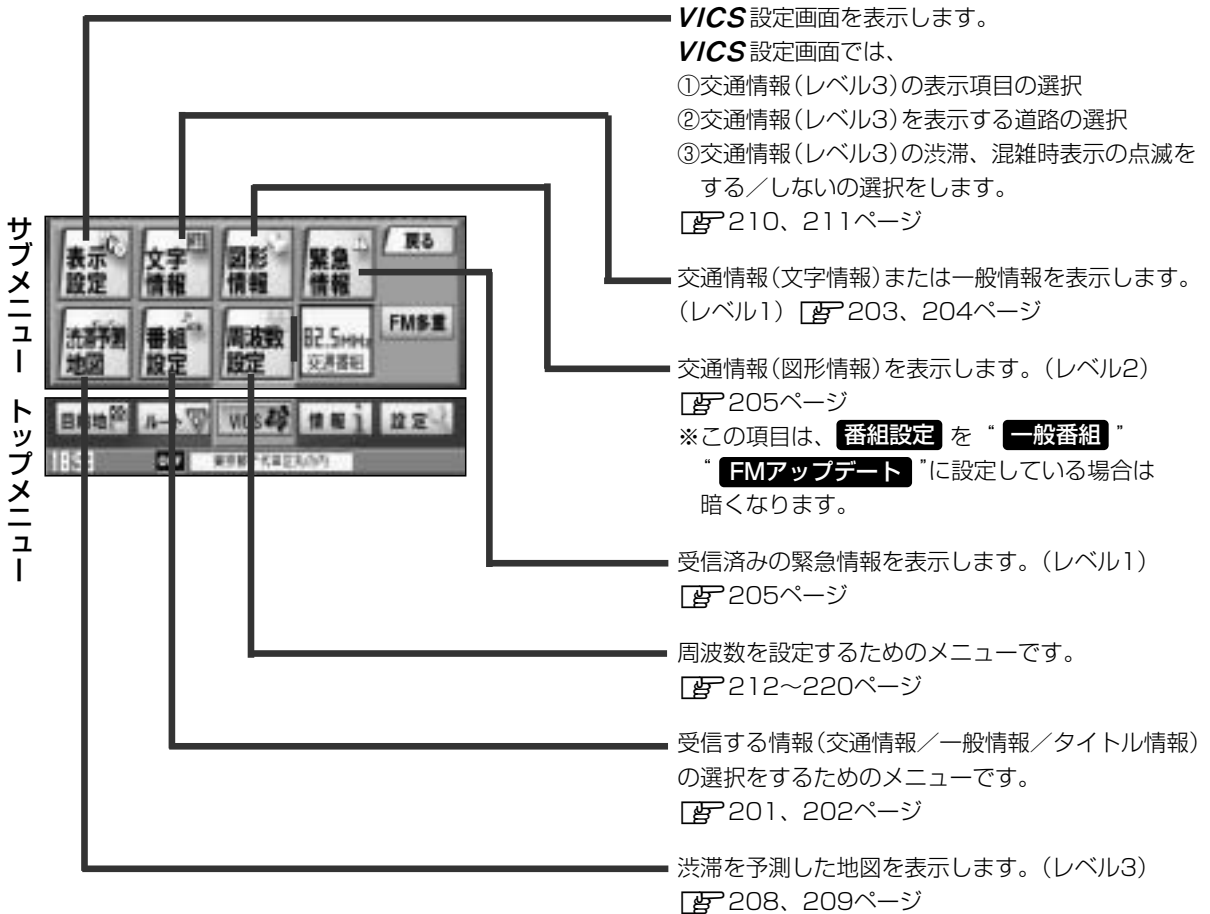 VICS 設定画面を表示します。
VICS 設定画面では、
①交通情報(レベル3)の表示項目の選択
②交通情報(レベル3)を表示する道路の選択
③交通情報(レベル3)の渋滞、混雑時表示の点滅を
する／しないの選択をします。
210、211ページ
交通情報(文字情報)または一般情報を表示します。
(レベル1) 203、204ページ
交通情報(図形情報)を表示します。(レベル2)
205ページ
※この項目は、 番組設定 を “ 一般番組 ”
“ FMアップデート ”に設定している場合は
暗くなります。
受信済みの緊急情報を表示します。(レベル1)
205ページ
周波数を設定するためのメニューです。
212〜220ページ
受信する情報(交通情報／一般情報／タイトル情報)
の選択をするためのメニューです。
201、202ページ
渋滞を予測した地図を表示します。(レベル3)
208、209ページ
サブメニュー
表示
設定
文字
情報
図形
情報
緊急
情報
戻る
渋滞予測
地図
番組
設定
周波数
設定
82.5MHz
交通番組
FM多重
トップメニュー
目的地
ルート
VICS
情報
設定